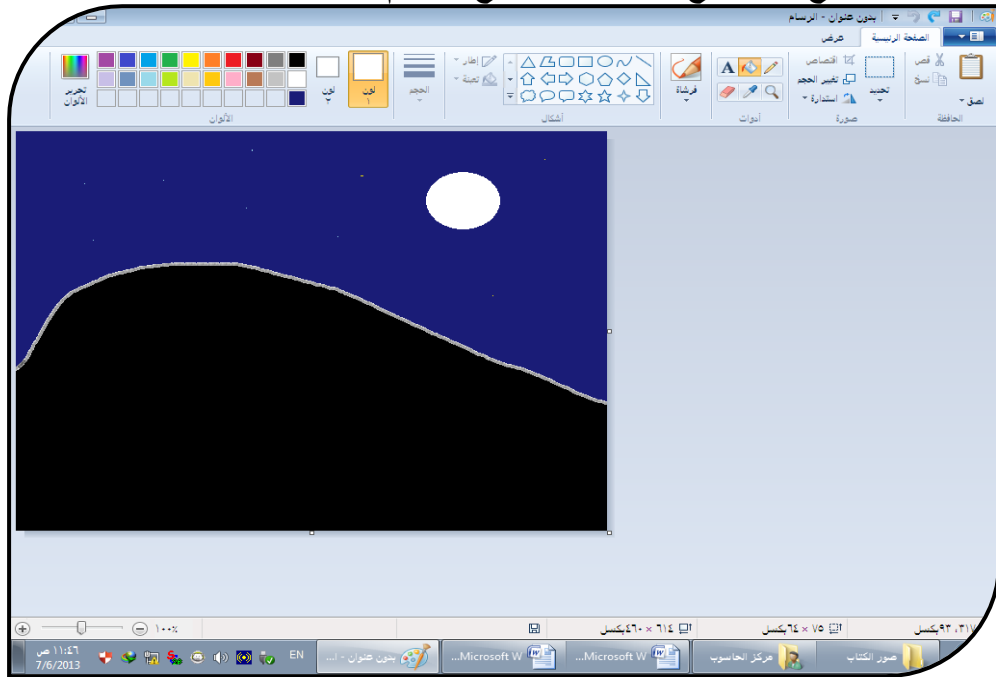 بدون عنوان - الرسام
الصفحة الرئيسية
عرض
لصق
قص
نسخ
الحافظة
تحديد
اقتصاص
تغيير الحجم
استدارة
صورة
A
أدوات
فرشاة
أشكال
إطار
تعبئة
الحجم
لون ١
لون ٢
تحرير الألوان
الألوان
٧٥ × ٦٤بكسل
٦١٤ × ٤٦٠بكسل
١٠٠٪
صور الكتاب
مركز الحاسوب
Microsoft W...
Microsoft W...
بدون عنوان - ا...
EN
١١:٤٦ ص
7/6/2013